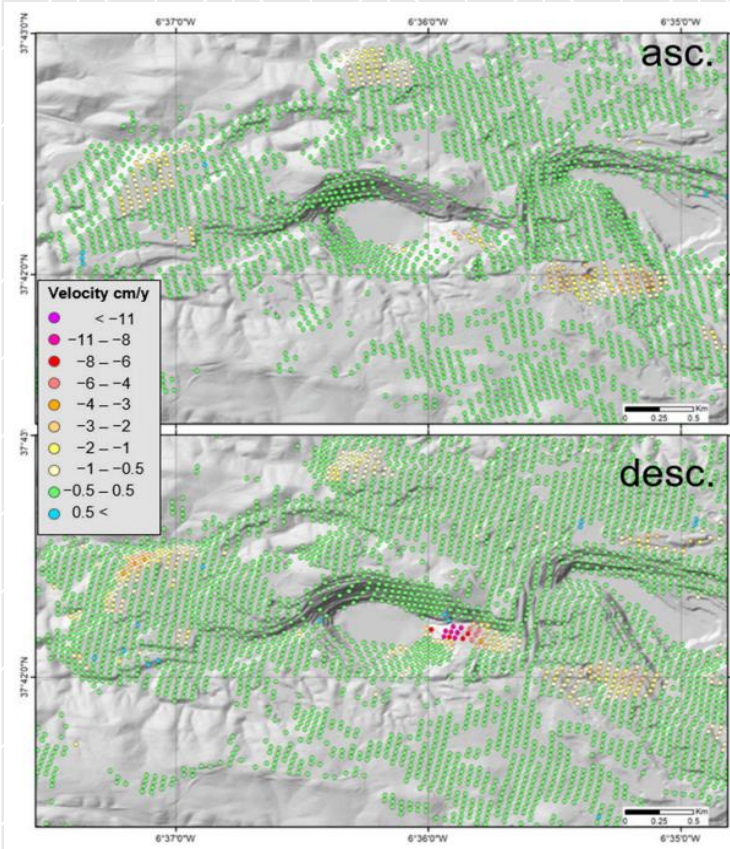 6°37'0"W 6°36'0"W 6°35'0"W
37°43'0"N
asc.
37°42'0"N
Velocity cm/y
< −11
−11 – −8
−8 – −6
−6 – −4
−4 – −3
−3 – −2
−2 – −1
−1 – −0.5
−0.5 – 0.5
0.5 <
Km
0 0.25 0.5
37°43'
desc.
37°42'0"N
Km
0 0.25 0.5
6°37'0"W 6°36'0"W 6°35'0"W